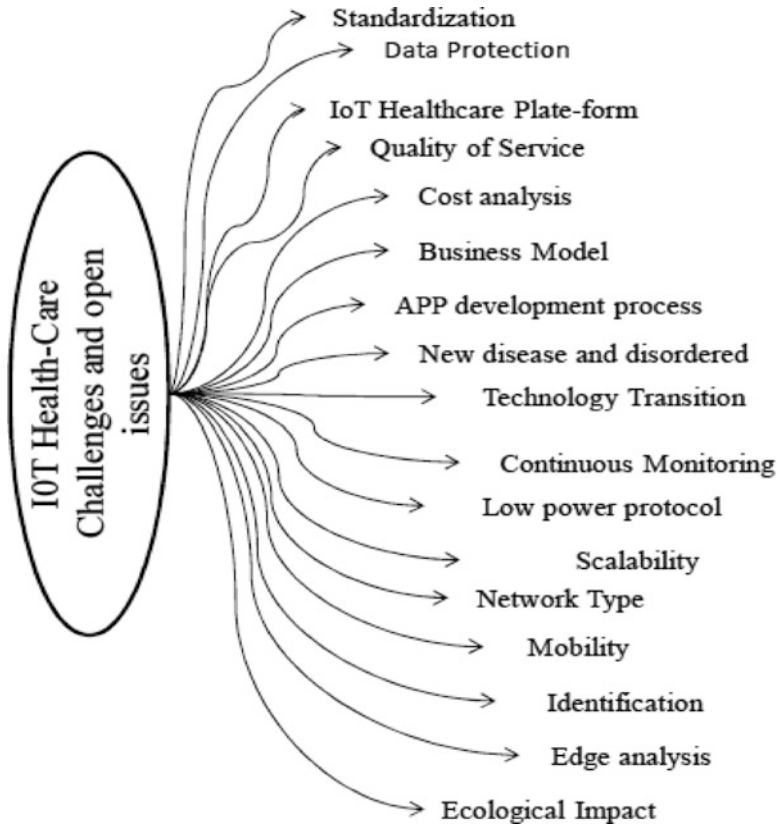 I0T Health-Care
Challenges and open
issues
Standardization
Data Protection
IoT Healthcare Plate-form
Quality of Service
Cost analysis
Business Model
APP development process
New disease and disordered
Technology Transition
Continuous Monitoring
Low power protocol
Scalability
Network Type
Mobility
Identification
Edge analysis
Ecological Impact